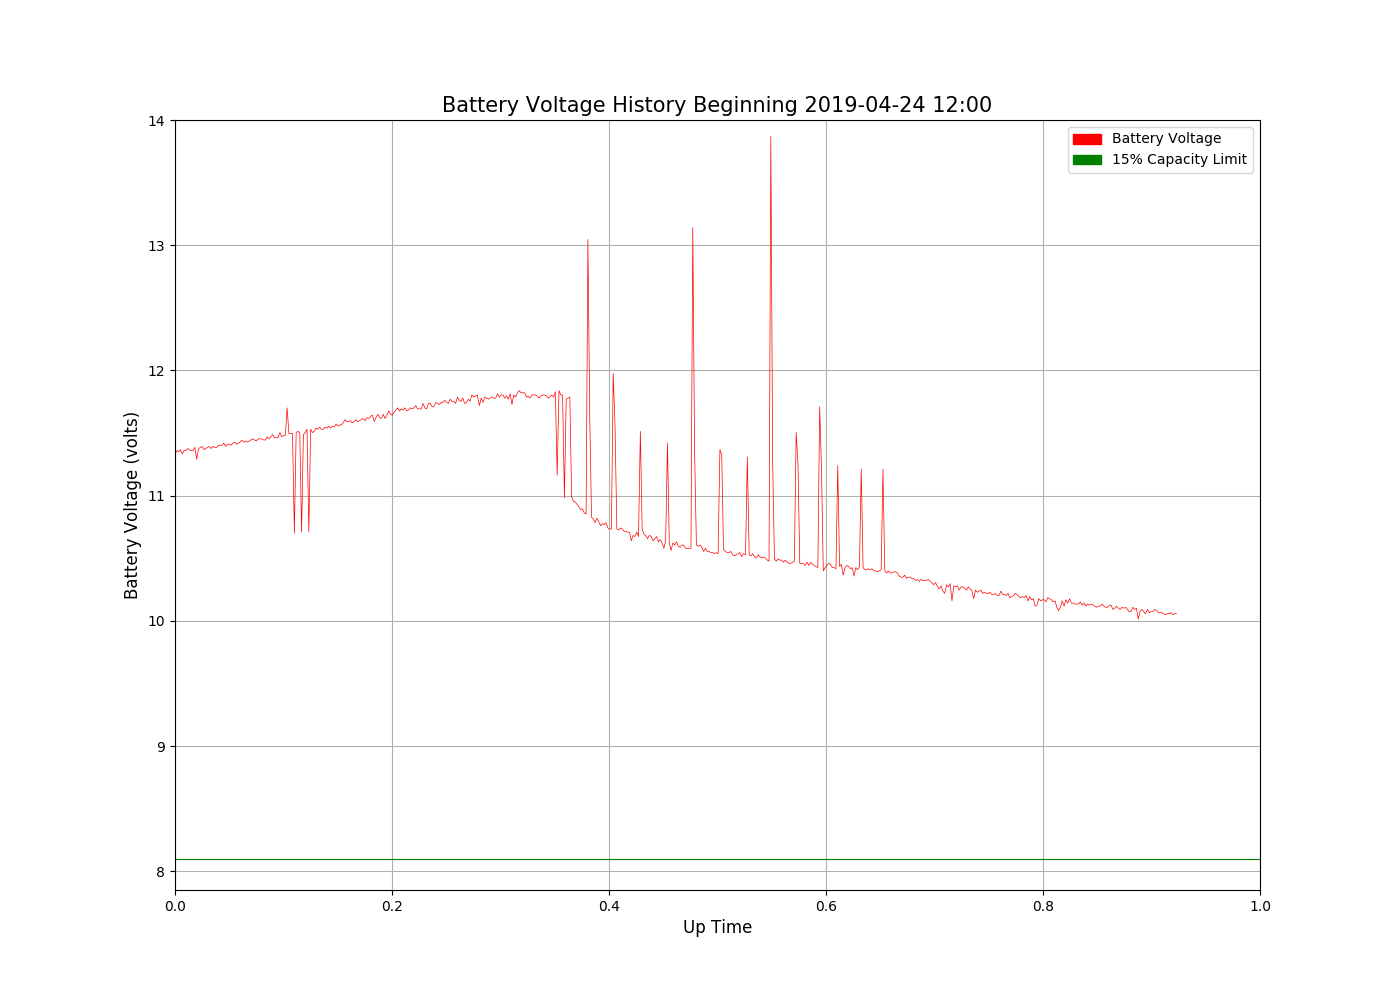 Battery Voltage History Beginning 2019-04-24 12:00
Battery Voltage
15% Capacity Limit
Battery Voltage (volts)
14
13
12
11
10
9
8
0.0 0.2 0.4 0.6 0.8 1.0
Up Time